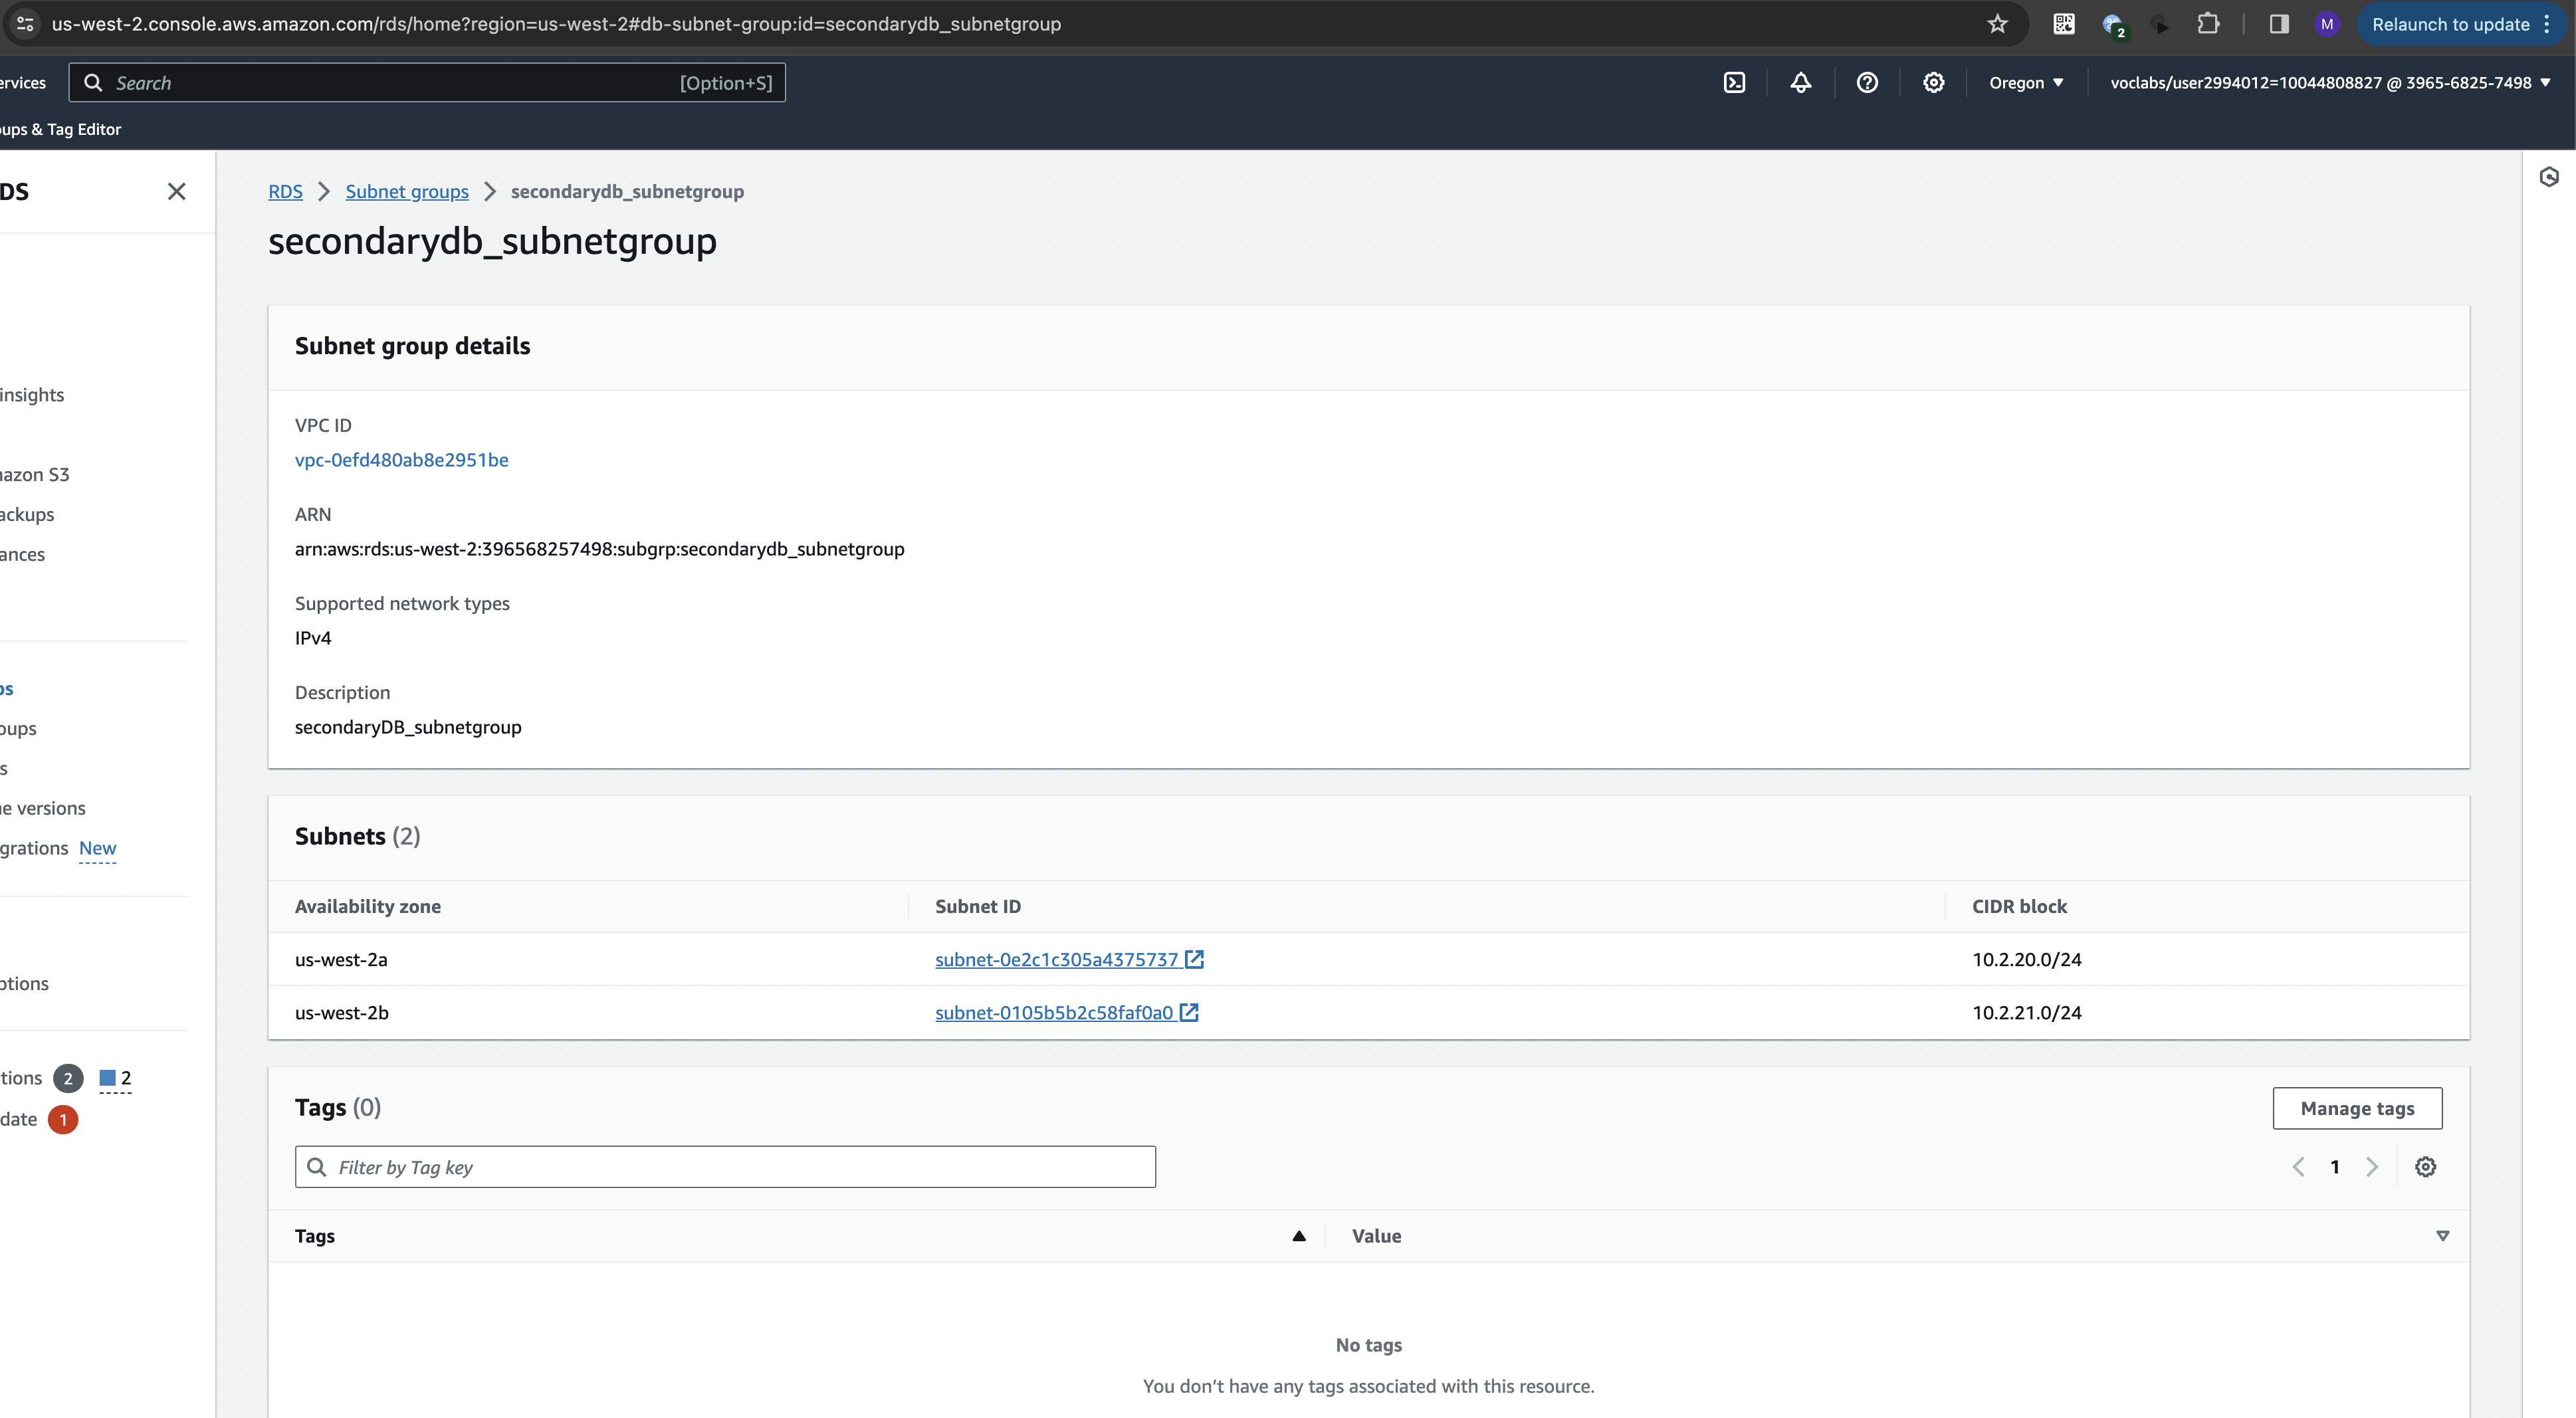 us-west-2.console.aws.amazon.com/rds/home?region=us-west-2#db-subnet-group:id=secondarydb_subnetgroup
2
M
Relaunch to update
ervices
Search
[Option+S]
Oregon
voclabs/user2994012=10044808827 @ 3965-6825-7498
oups & Tag Editor
DS
RDS
Subnet groups
secondarydb_subnetgroup
secondarydb_subnetgroup
Subnet group details
insights
VPC ID
vpc-0efd480ab8e2951be
mazon S3
ARN
ackups
arn:aws:rds:us-west-2:396568257498:subgrp:secondarydb_subnetgroup
ances
Supported network types
IPv4
ps
Description
oups
secondaryDB_subnetgroup
s
ne versions
Subnets (2)
grations New
Availability zone
Subnet ID
CIDR block
us-west-2a
subnet-0e2c1c305a4375737
10.2.20.0/24
ptions
us-west-2b
subnet-0105b5b2c58faf0a0
10.2.21.0/24
tions 2 2
Tags (0)
Manage tags
date 1
Filter by Tag key
1
Tags
Value
No tags
You don't have any tags associated with this resource.